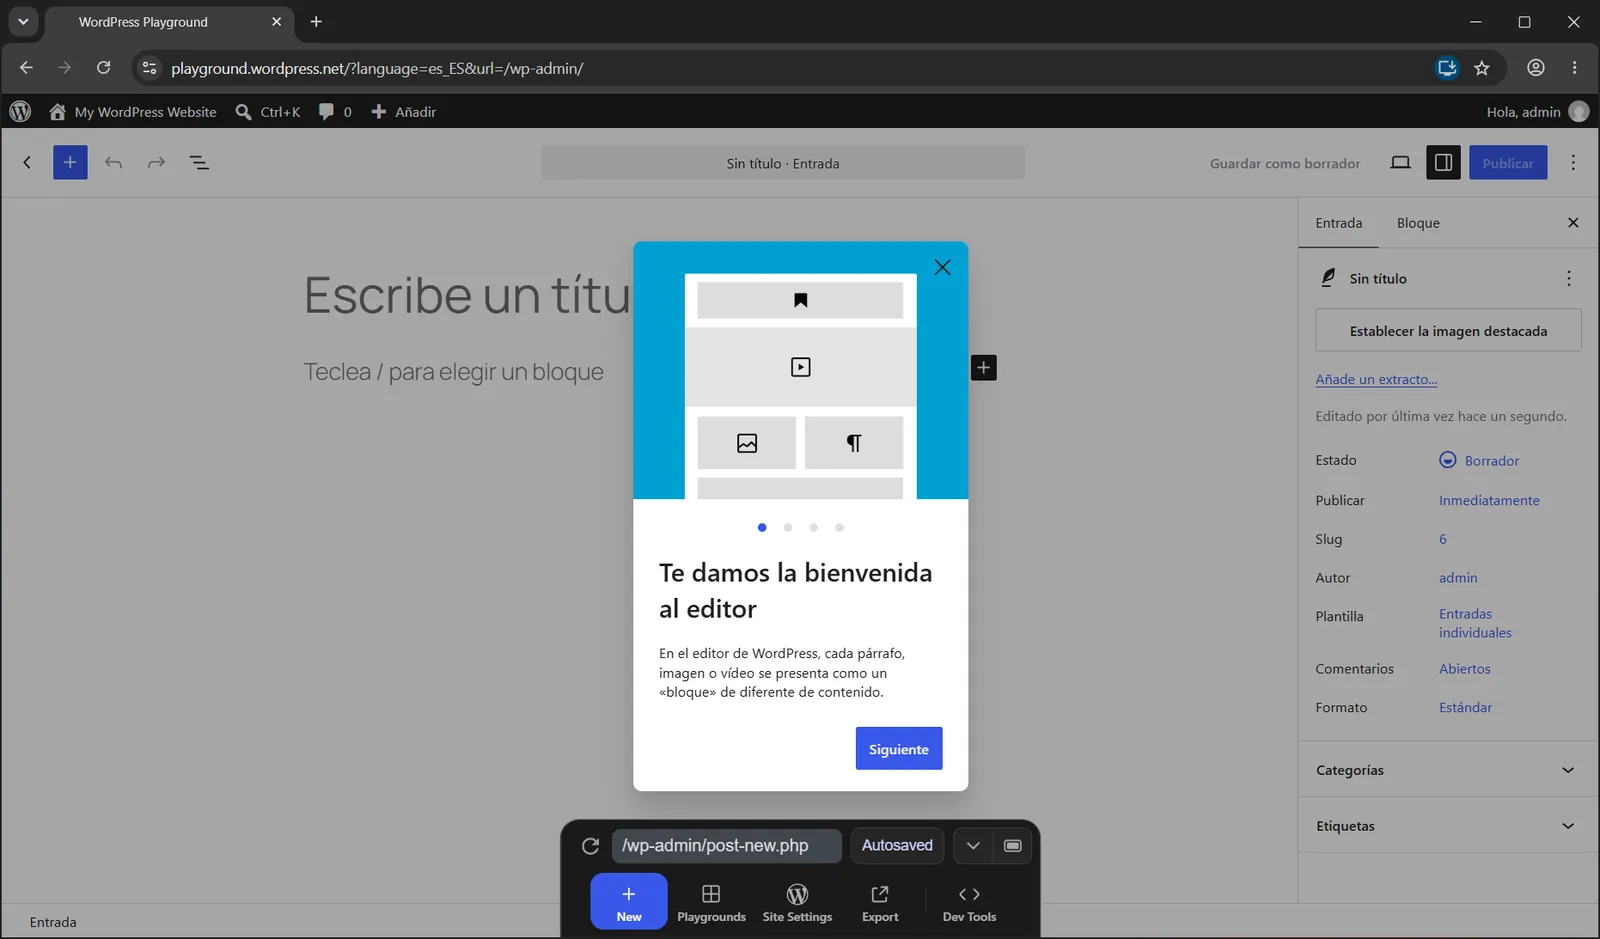 WordPress Playground
playground.wordpress.net/?language=es_ES&url=/wp-admin/
My WordPress Website
Ctrl+K
0
Añadir
Hola, admin
Sin título · Entrada
Guardar como borrador
Publicar
Escribe un títu
Teclea / para elegir un bloque
Te damos la bienvenida
al editor
En el editor de WordPress, cada párrafo,
imagen o vídeo se presenta como un
«bloque» de diferente de contenido.
Siguiente
Entrada
Bloque
Sin título
Establecer la imagen destacada
Añade un extracto...
Editado por última vez hace un segundo.
Estado
Borrador
Publicar
Inmediatamente
Slug
6
Autor
admin
Plantilla
Entradas
individuales
Comentarios
Abiertos
Formato
Estándar
Categorías
Etiquetas
/wp-admin/post-new.php
Autosaved
New
Playgrounds
Site Settings
Export
Dev Tools
Entrada